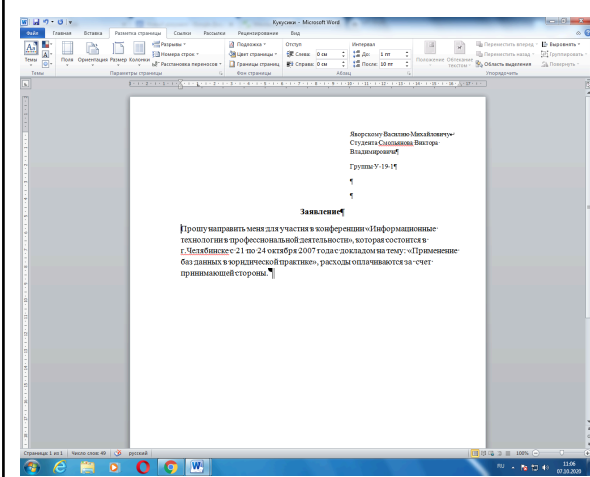 Кукусики - Microsoft Word
Файл Главная Вставка Разметка страницы Ссылки Рассылки Рецензирование Вид
Темы Поля Ориентация Размер Колонки Разрывы Номера строк Расстановка переносов
Подложка Цвет страницы Границы страниц
Отступ Слева: 0 см Справа: 0 см
Интервал До: 1 пт После: 10 пт
Положение Обтекание текстом Переместить вперед Переместить назад Область выделения Выровнять Группировать Повернуть
Темы Параметры страницы Фон страницы Абзац Упорядочить
Яворскому Василию Михайловичу
Студента Смольянова Виктора
Владимировича¶
Группы У-19-1¶
¶
¶
Заявление¶
Прошу направить меня для участия в конференции «Информационные
технологии в профессиональной деятельности», которая состоится в
г.Челябинске с 21 по 24 октября 2007 года с докладом на тему: «Применение
баз данных в юридической практике», расходы оплачиваются за счет
принимающей стороны.¶
Страница: 1 из 1 Число слов: 49 русский 100%
RU 11:06
07.10.2020